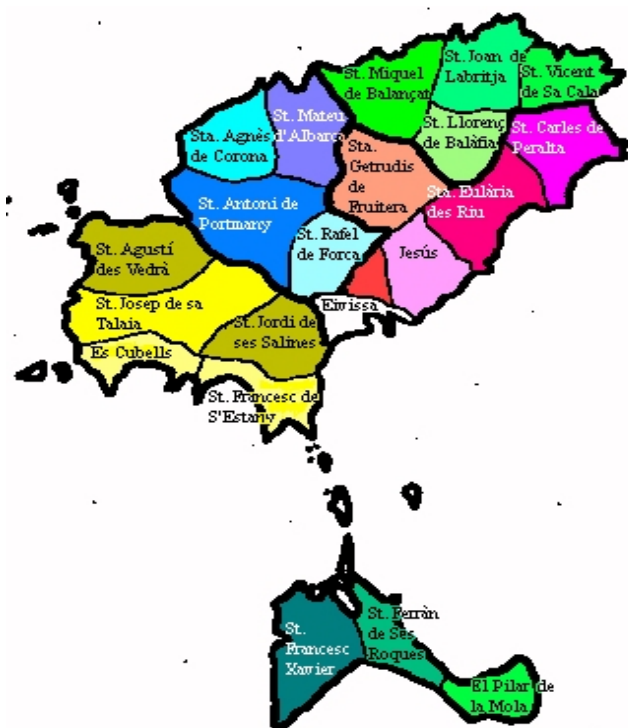 St. Joan de
Labritja
St. Miquel
de Balançat
St. Vicent
de Sa Cala
St. Mateu
d'Albarca
St. Llorenç
de Balàfia
St. Carles de
Peralta
Sta. Agnès
de Corona
Sta.
Getrudis
de
Fruitera
Sta. Eulària
des Riu
St. Antoni de
Portmany
St. Rafel
de Forca
Jesús
St. Agustí
des Vedrà
St. Josep de sa
Talaia
Eivissa
St. Jordi de
ses Salines
Es Cubells
St. Francesc de
S'Estany
St.
Francesc
Xavier
St. Ferràn
de Ses
Roques
El Pilar de
la Mola